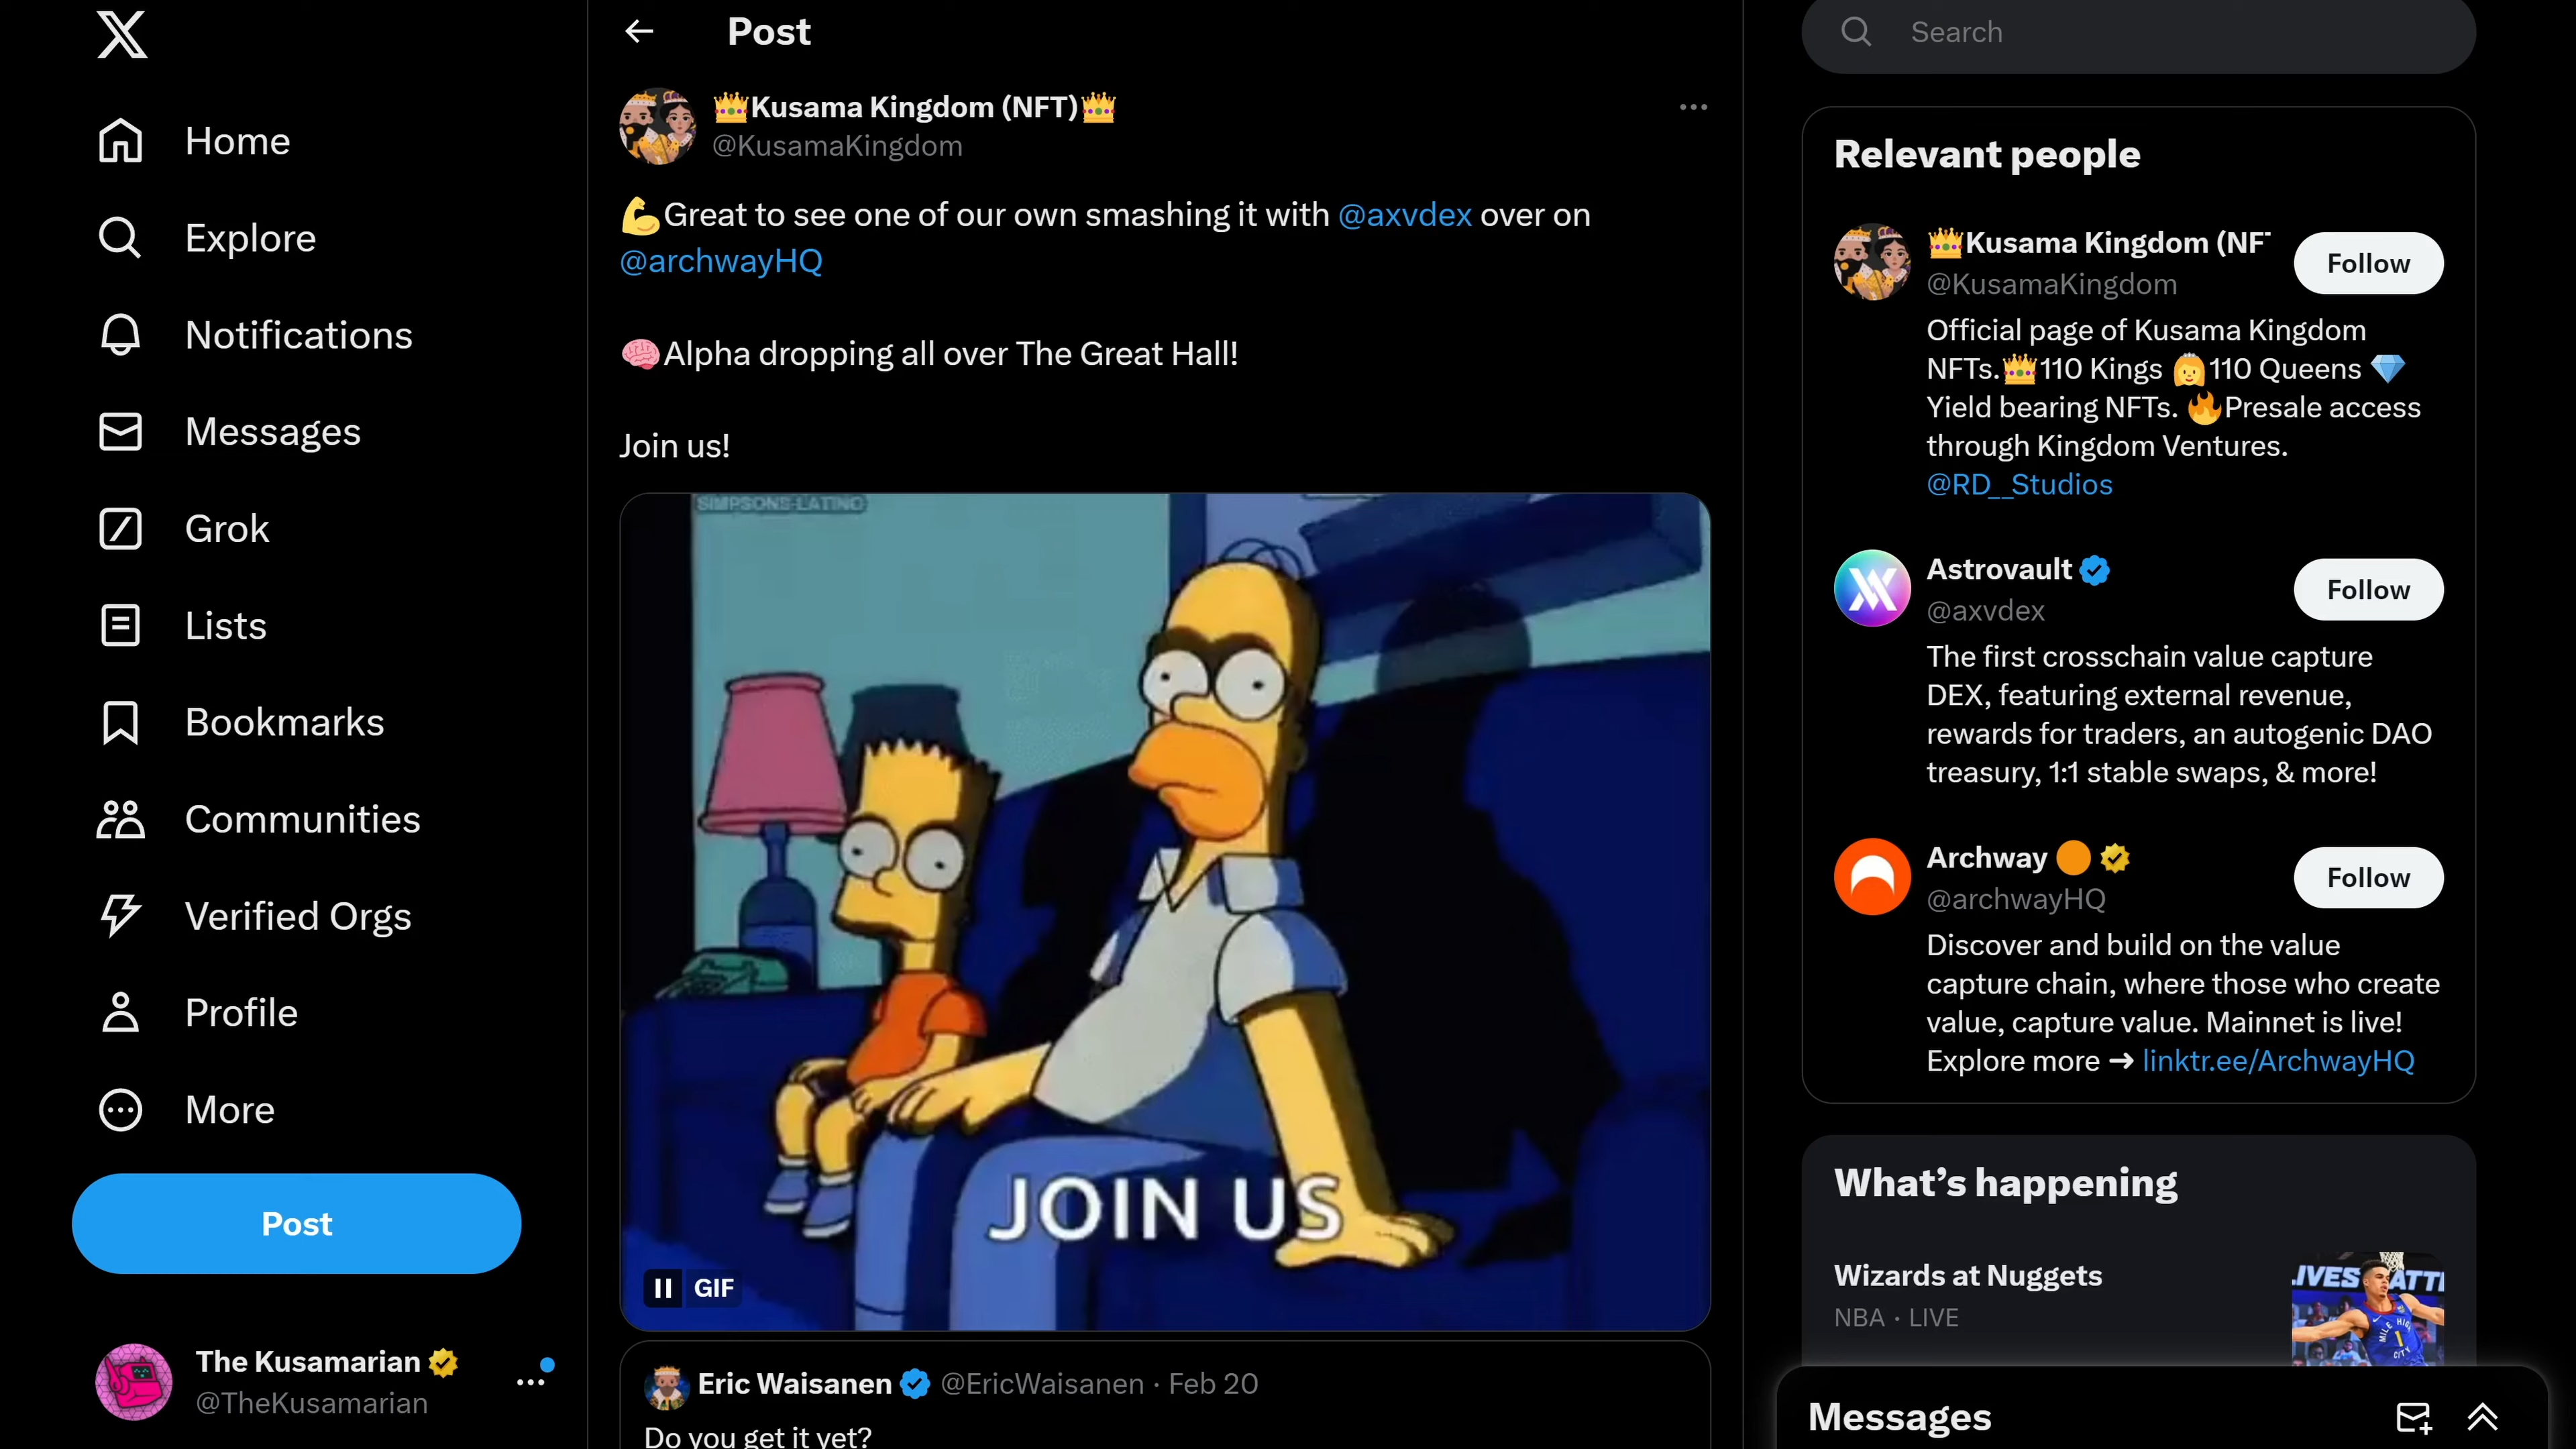 Home
Explore
Notifications
Messages
Grok
Lists
Bookmarks
Communities
Verified Orgs
Profile
More
Post
The Kusamarian
@TheKusamarian
Post
👑Kusama Kingdom (NFT)👑
@KusamaKingdom
💪Great to see one of our own smashing it with @axvdex over on
@archwayHQ
🧠Alpha dropping all over The Great Hall!
Join us!
SIMPSONS-LATINO
JOIN US
GIF
Eric Waisanen @EricWaisanen · Feb 20
Do you get it yet?
Search
Relevant people
👑Kusama Kingdom (NF
@KusamaKingdom
Follow
Official page of Kusama Kingdom
NFTs.👑110 Kings 👸110 Queens 💎
Yield bearing NFTs. 🔥Presale access
through Kingdom Ventures.
@RD__Studios
Astrovault
@axvdex
Follow
The first crosschain value capture
DEX, featuring external revenue,
rewards for traders, an autogenic DAO
treasury, 1:1 stable swaps, & more!
Archway 🟠
@archwayHQ
Follow
Discover and build on the value
capture chain, where those who create
value, capture value. Mainnet is live!
Explore more → linktr.ee/ArchwayHQ
What's happening
Wizards at Nuggets
NBA · LIVE
MILE HIGH
CITY
1
Messages